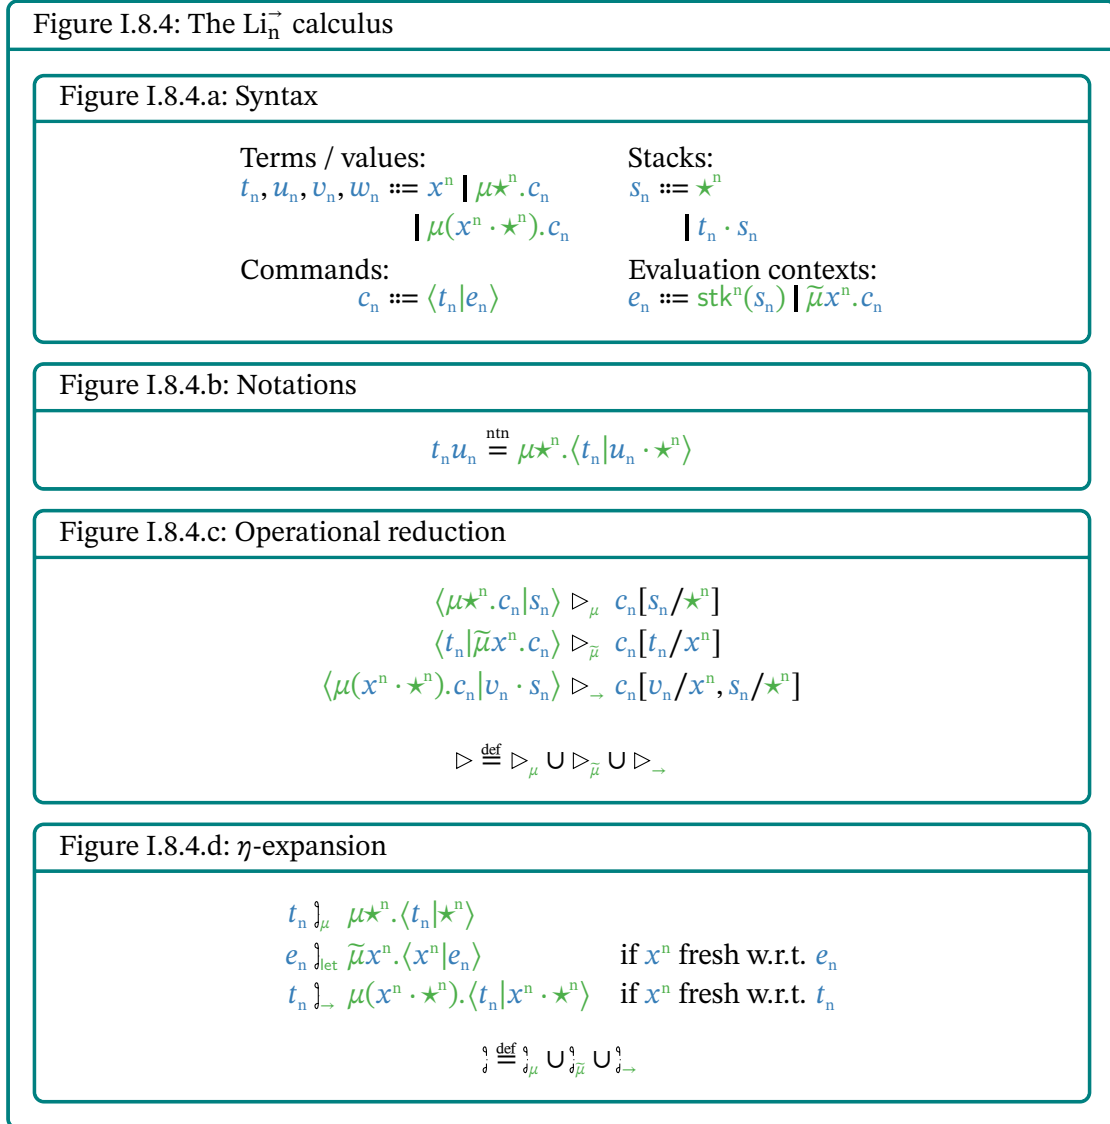 Figure I.8.4: The Li→n calculus
Figure I.8.4.a: Syntax
Terms / values: Stacks:
tₙ, uₙ, vₙ, wₙ ⩴ xⁿ | μ⋆ⁿ.cₙ sₙ ⩴ ⋆ⁿ
| μ(xⁿ · ⋆ⁿ).cₙ | tₙ · sₙ
Commands: Evaluation contexts:
cₙ ⩴ ⟨tₙ|eₙ⟩ eₙ ⩴ stkⁿ(sₙ) | μ̃xⁿ.cₙ
Figure I.8.4.b: Notations
tₙuₙ =ntn μ⋆ⁿ.⟨tₙ|uₙ · ⋆ⁿ⟩
Figure I.8.4.c: Operational reduction
⟨μ⋆ⁿ.cₙ|sₙ⟩ ▷μ cₙ[sₙ/⋆ⁿ]
⟨tₙ|μ̃xⁿ.cₙ⟩ ▷μ̃ cₙ[tₙ/xⁿ]
⟨μ(xⁿ · ⋆ⁿ).cₙ|vₙ · sₙ⟩ ▷→ cₙ[vₙ/xⁿ, sₙ/⋆ⁿ]
▷ ≝ ▷μ ∪ ▷μ̃ ∪ ▷→
Figure I.8.4.d: η-expansion
tₙ ⸾μ μ⋆ⁿ.⟨tₙ|⋆ⁿ⟩
eₙ ⸾let μ̃xⁿ.⟨xⁿ|eₙ⟩ if xⁿ fresh w.r.t. eₙ
tₙ ⸾→ μ(xⁿ · ⋆ⁿ).⟨tₙ|xⁿ · ⋆ⁿ⟩ if xⁿ fresh w.r.t. tₙ
⸾ ≝ ⸾μ ∪ ⸾μ̃ ∪ ⸾→